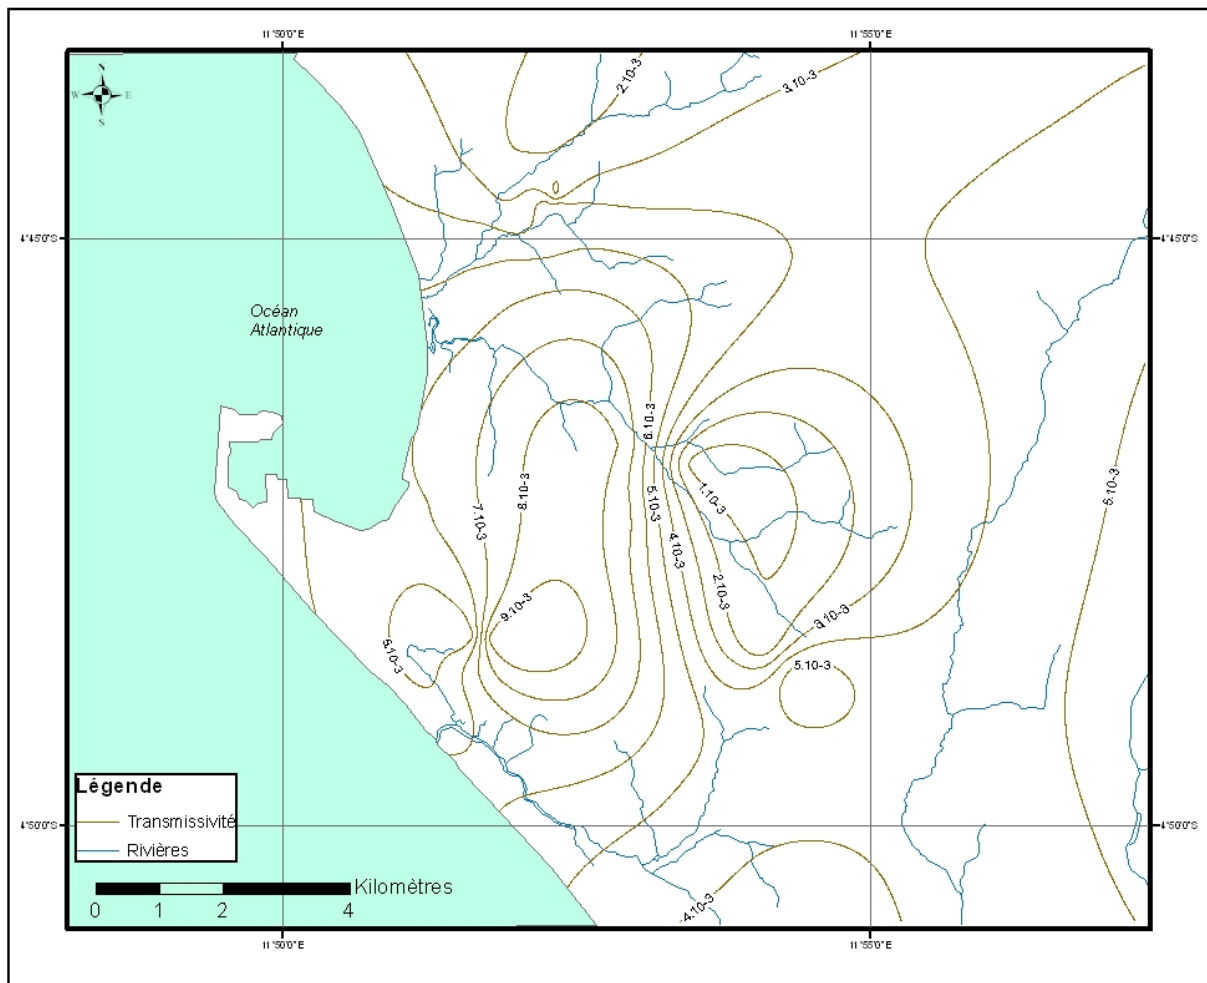 11°50'0"E
11°55'0"E
N
W E
S
2.10-3
3.10-3
4°45'0"S
4°45'0"S
Océan
Atlantique
6.10-3
8.10-3
7.10-3
5.10-3
1.10-3
5.10-3
4.10-3
2.10-3
9.10-3
3.10-3
5.10-3
Légende
Transmissivité
Rivières
4°50'0"S
4°50'0"S
Kilomètres
0 1 2 4
4.10-3
11°50'0"E
11°55'0"E